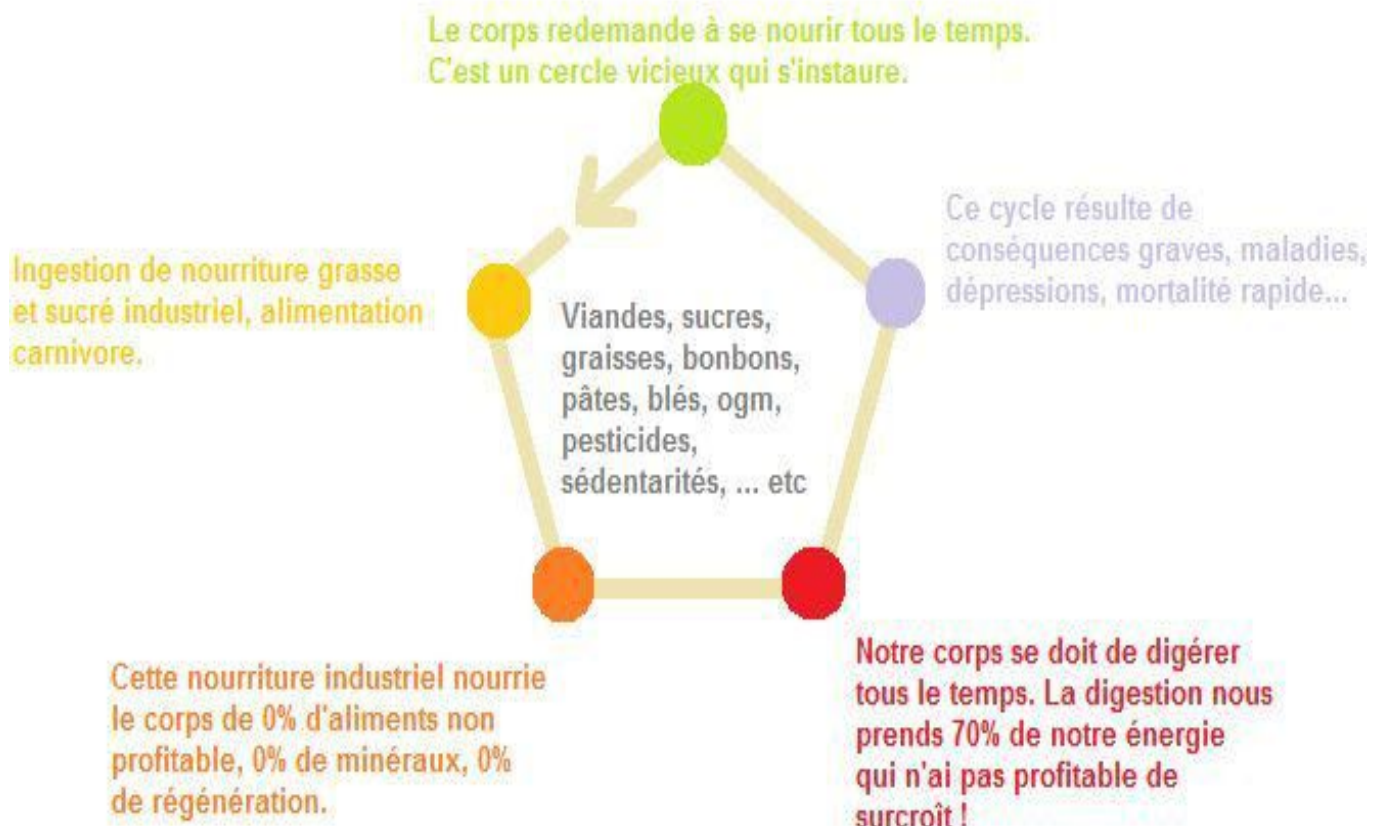 Le corps redemande à se nourir tous le temps.
C'est un cercle vicieux qui s'instaure.
Ce cycle résulte de
conséquences graves, maladies,
dépressions, mortalité rapide...
Ingestion de nourriture grasse
et sucré industriel, alimentation
carnivore.
Viandes, sucres,
graisses, bonbons,
pâtes, blés, ogm,
pesticides,
sédentarités, ... etc
Cette nourriture industriel nourrie
le corps de 0% d'aliments non
profitable, 0% de minéraux, 0%
de régénération.
Notre corps se doit de digérer
tous le temps. La digestion nous
prends 70% de notre énergie
qui n'ai pas profitable de
surcroît !